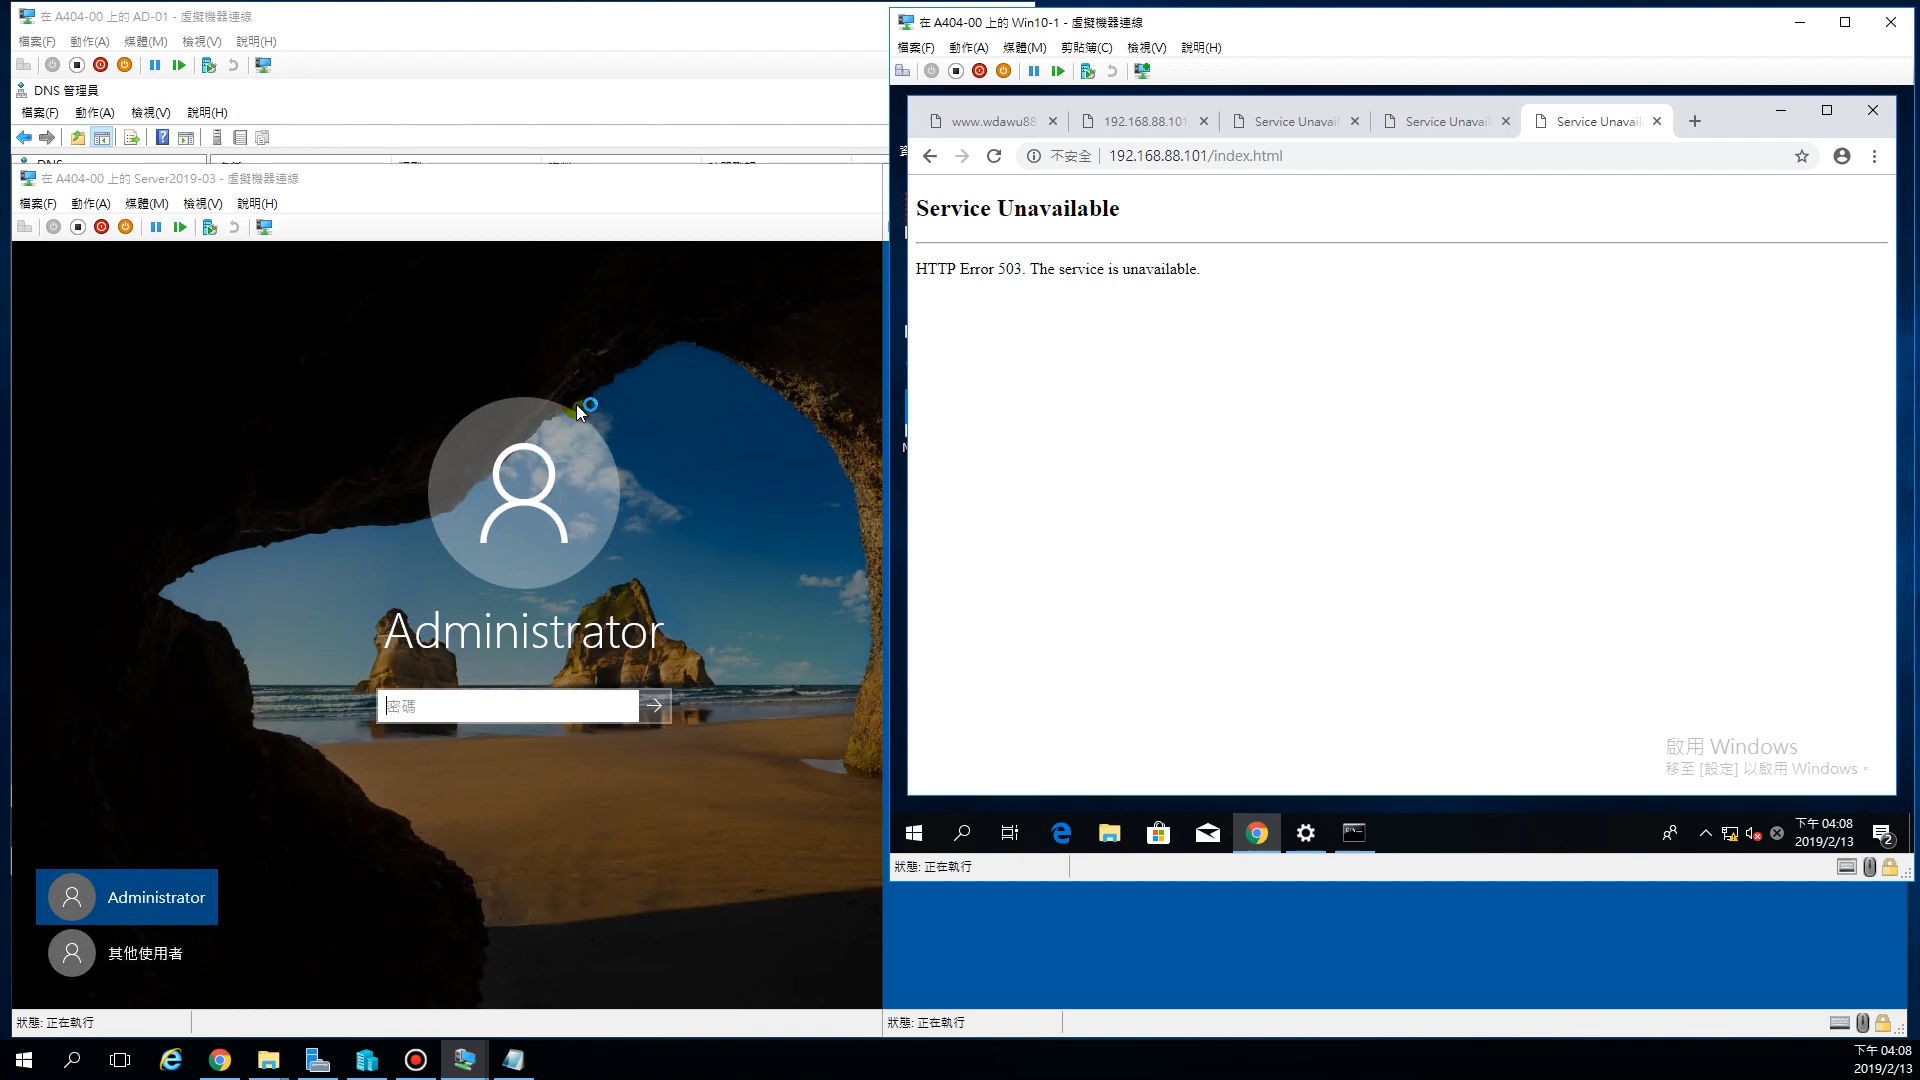 在 A404-00 上的 AD-01 - 虛擬機器連線
檔案(F) 動作(A) 媒體(M) 檢視(V) 說明(H)
DNS 管理員
檔案(F) 動作(A) 檢視(V) 說明(H)
DNS
在 A404-00 上的 Server2019-03 - 虛擬機器連線
檔案(F) 動作(A) 媒體(M) 檢視(V) 說明(H)
Administrator
密碼
Administrator
其他使用者
狀態: 正在執行
在 A404-00 上的 Win10-1 - 虛擬機器連線
檔案(F) 動作(A) 媒體(M) 剪貼簿(C) 檢視(V) 說明(H)
www.wdawu88 192.168.88.101 Service Unavail Service Unavail Service Unavail
不安全 192.168.88.101/index.html
Service Unavailable
HTTP Error 503. The service is unavailable.
啟用 Windows
移至 [設定] 以啟用 Windows。
下午 04:08
2019/2/13
2
狀態: 正在執行
狀態: 正在執行
下午 04:08
2019/2/13